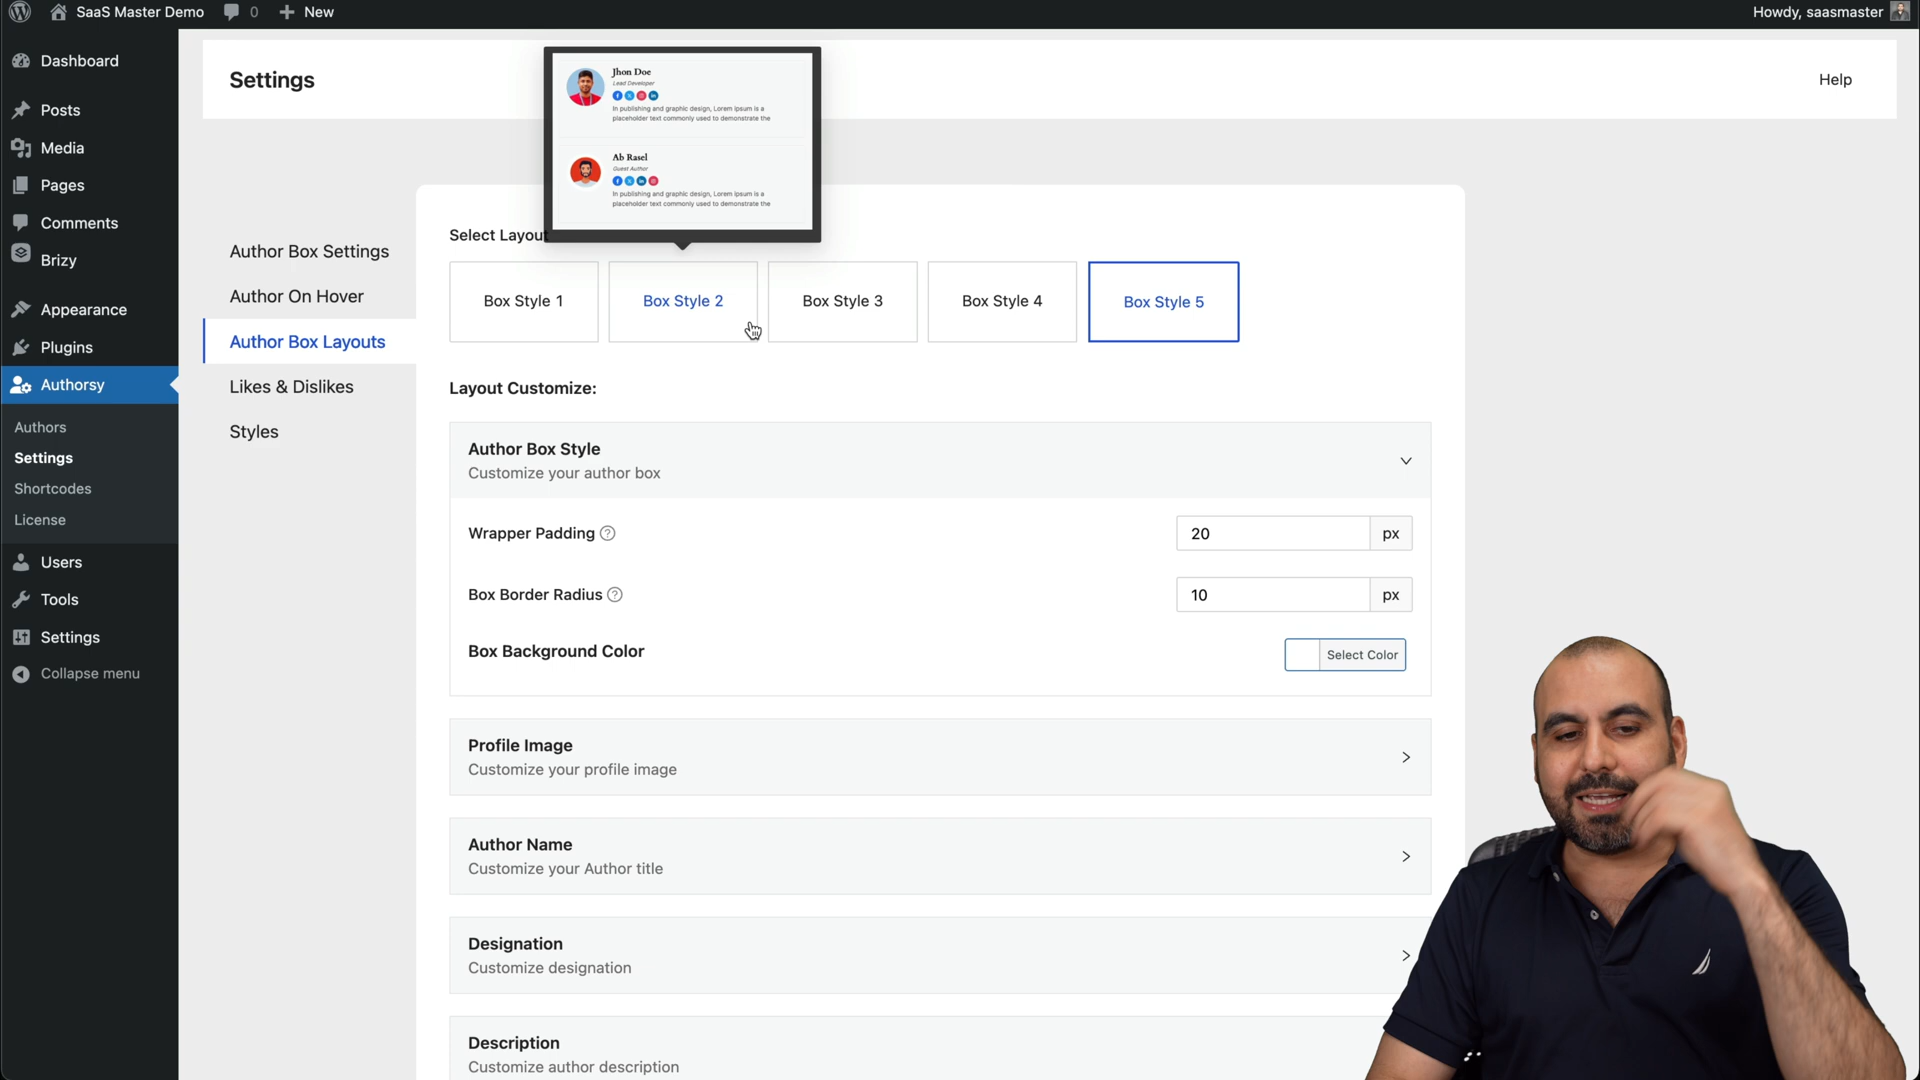 SaaS Master Demo
0
New
Howdy, saasmaster
Dashboard
Posts
Media
Pages
Comments
Brizy
Appearance
Plugins
Authorsy
Authors
Settings
Shortcodes
License
Users
Tools
Settings
Collapse menu
Settings
Help
Author Box Settings
Author On Hover
Author Box Layouts
Likes & Dislikes
Styles
Jhon Doe
Lead Developer
In publishing and graphic design, Lorem ipsum is a
placeholder text commonly used to demonstrate the
Ab Rasel
Guest Author
In publishing and graphic design, Lorem ipsum is a
placeholder text commonly used to demonstrate the
Select Layout
Box Style 1
Box Style 2
Box Style 3
Box Style 4
Box Style 5
Layout Customize:
Author Box Style
Customize your author box
Wrapper Padding
20
px
Box Border Radius
10
px
Box Background Color
Select Color
Profile Image
Customize your profile image
Author Name
Customize your Author title
Designation
Customize designation
Description
Customize author description